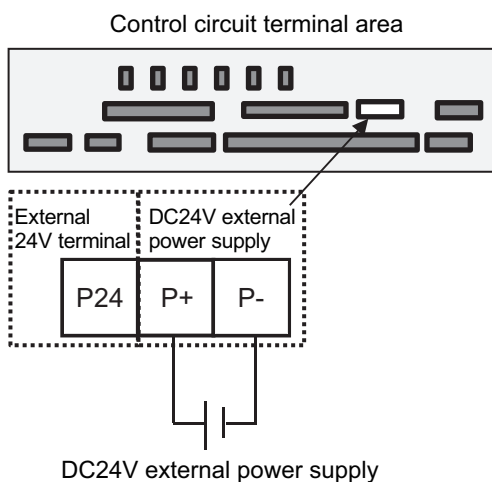 Control circuit terminal area
External
24V terminal
DC24V external
power supply
P24
P+
P-
DC24V external power supply